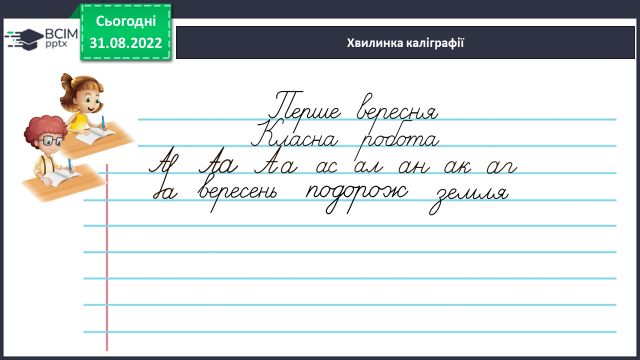 ВСІМ pptx
Сьогодні
31.08.2022
Хвилинка каліграфії
Перше вересня
Класна робота
А Аа Аа ас ал ан ак аг
а вересень подорож земля